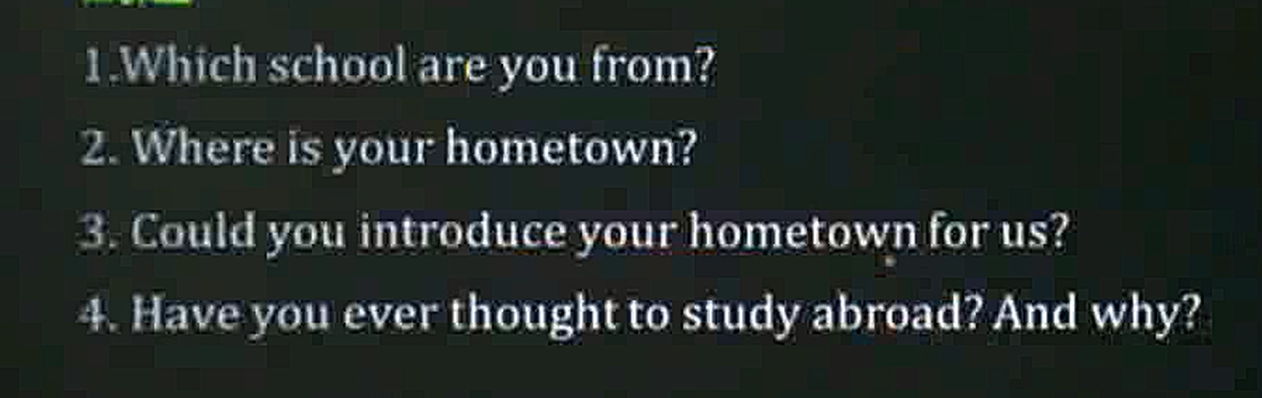 1.Which school are you from?
2. Where is your hometown?
3. Could you introduce your hometown for us?
4. Have you ever thought to study abroad? And why?